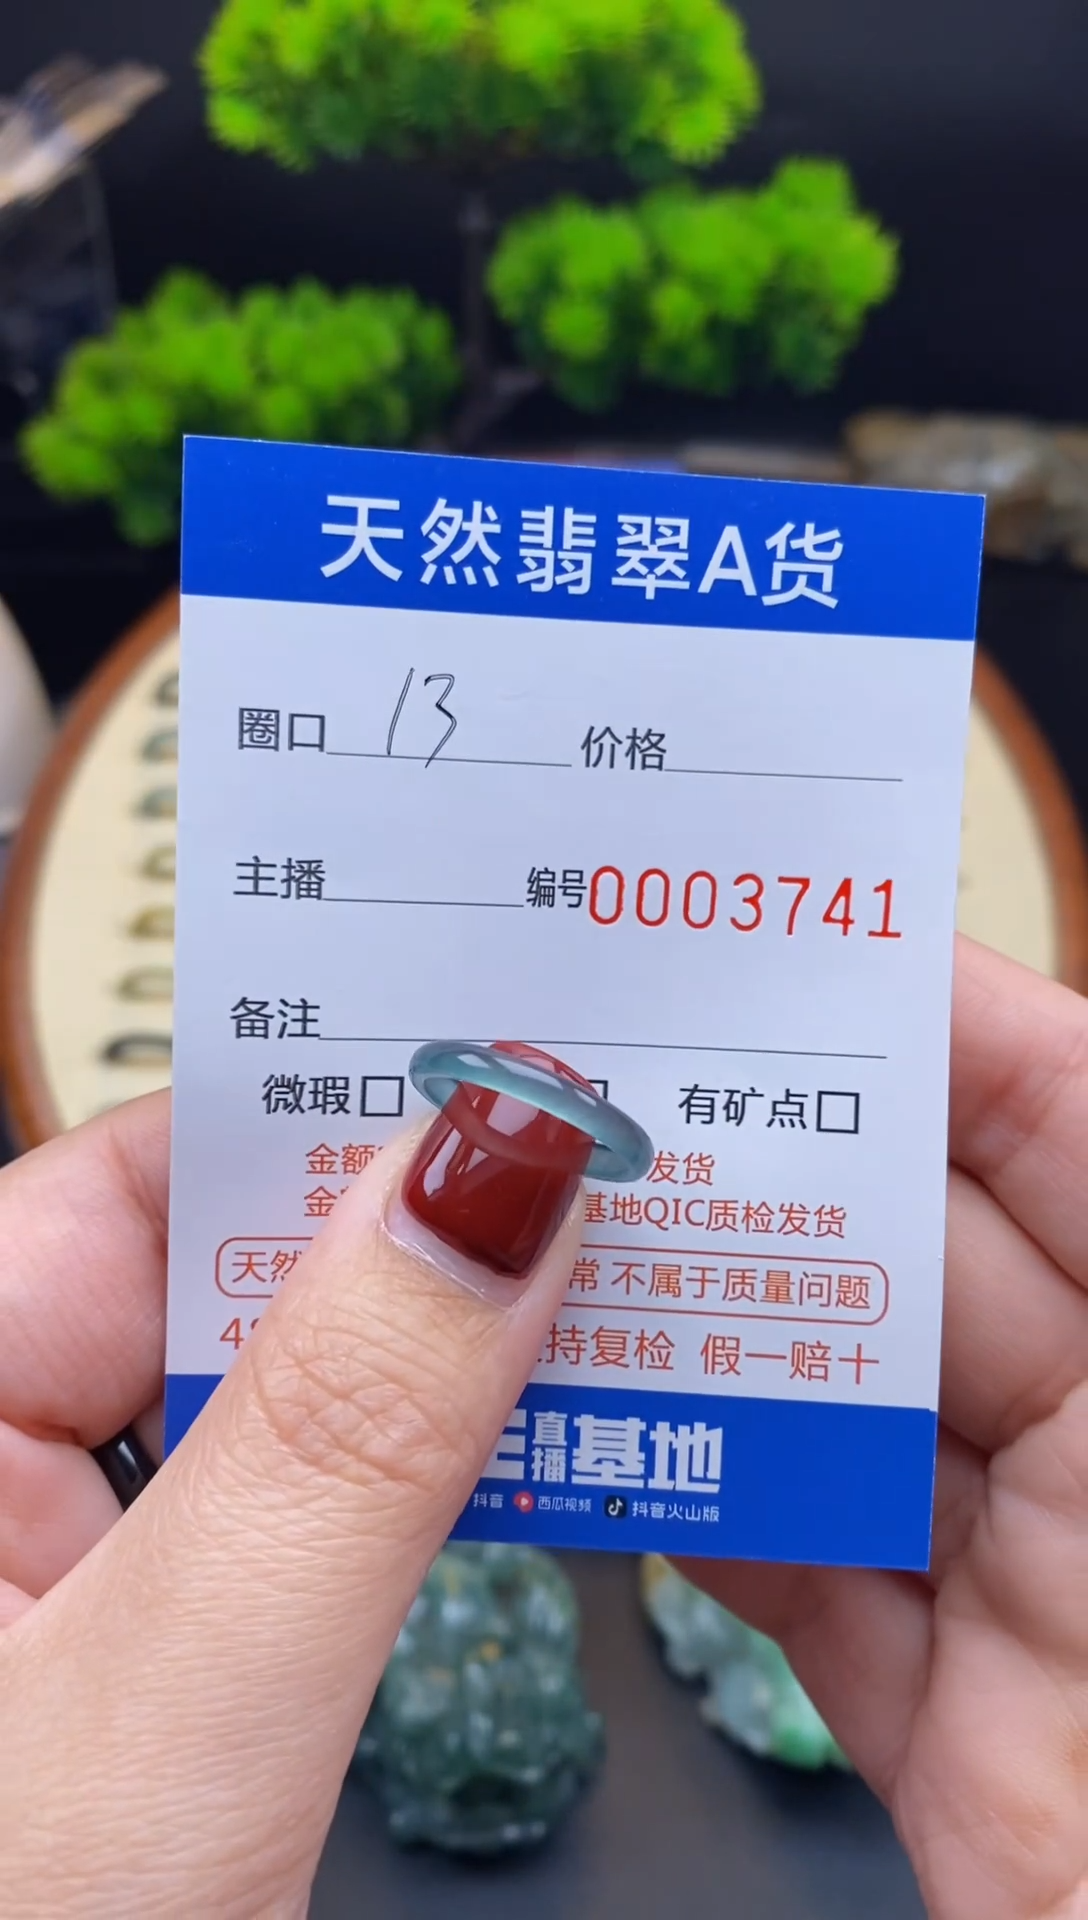 天然翡翠A货
圈口 13 价格
主播 编号0003741
备注
微瑕□ 有矿点□
金额 发货
金 基地QIC质检发货
天然 常 不属于质量问题
4 持复检 假一赔十
直播基地
抖音 西瓜视频 抖音火山版